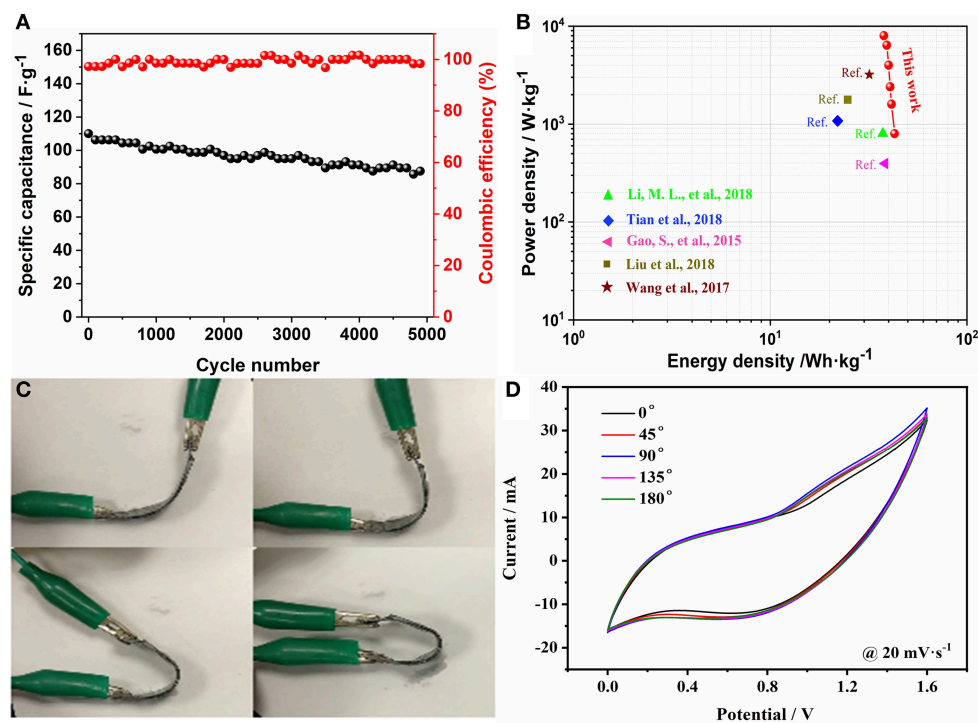 A
Specific capacitance / F·g⁻¹
160
140
120
100
80
60
40
20
0
0 1000 2000 3000 4000 5000
Cycle number
100
80
60
40
20
0
Coulombic efficiency (%)
B
Power density / W·kg⁻¹
10⁴
10³
10²
10¹
10⁰ 10¹ 10²
Energy density /Wh·kg⁻¹
This work
Ref.
Ref.
Ref.
Ref.
Ref.
Li, M. L., et al., 2018
Tian et al., 2018
Gao, S., et al., 2015
Liu et al., 2018
Wang et al., 2017
C
D
Current / mA
40
30
20
10
0
-10
-20
0°
45°
90°
135°
180°
@ 20 mV·s⁻¹
0.0 0.4 0.8 1.2 1.6
Potential / V